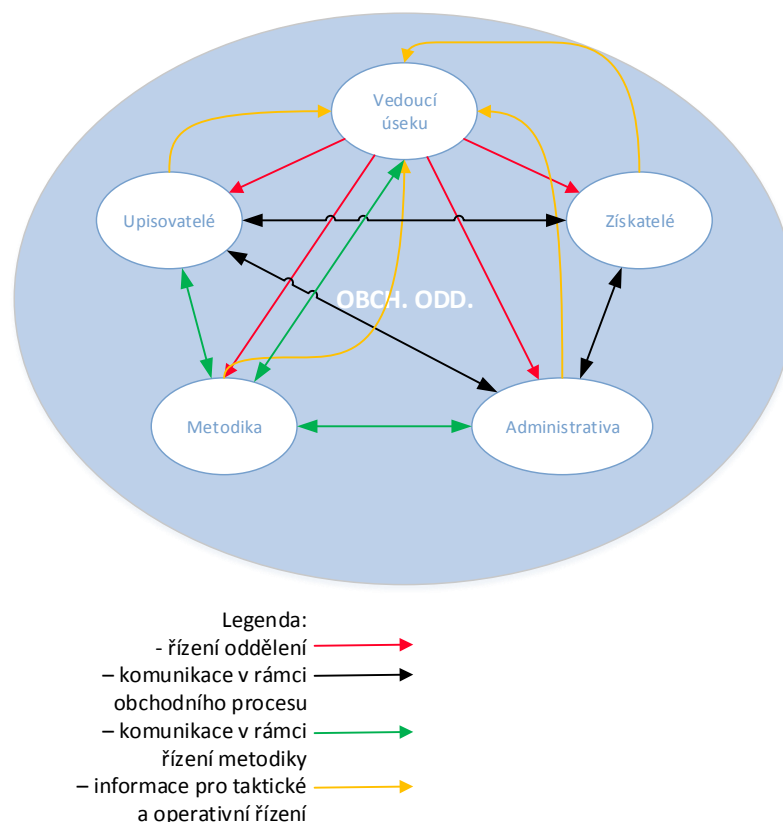 Vedoucí
úseku
Upisovatelé
Získatelé
OBCH. ODD.
Metodika
Administrativa
Legenda:
- řízení oddělení
– komunikace v rámci
obchodního procesu
– komunikace v rámci
řízení metodiky
– informace pro taktické
a operativní řízení